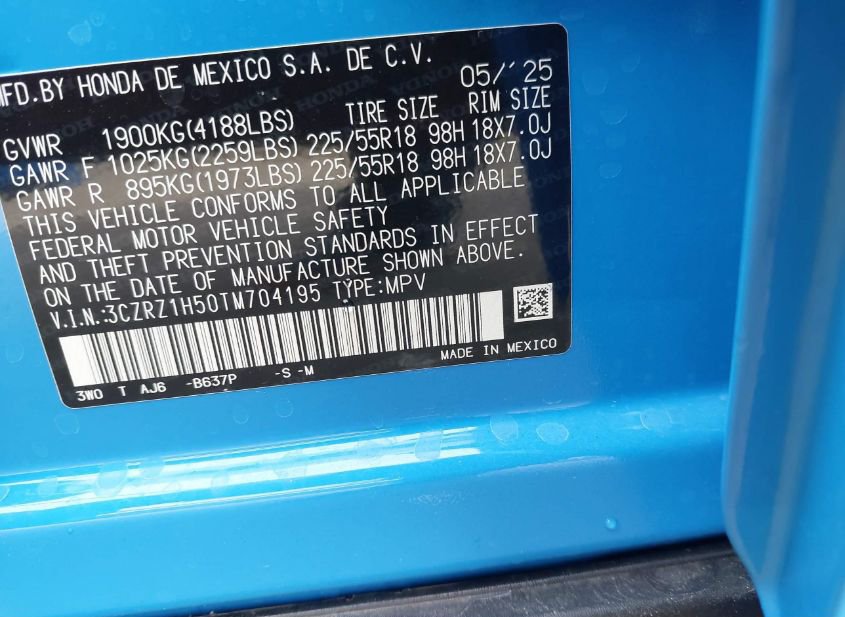 MFD.BY HONDA DE MEXICO S.A. DE C.V. 05/'25
GVWR 1900KG(4188LBS) TIRE SIZE RIM SIZE
GAWR F 1025KG(2259LBS) 225/55R18 98H 18X7.0J
GAWR R 895KG(1973LBS) 225/55R18 98H 18X7.0J
THIS VEHICLE CONFORMS TO ALL APPLICABLE
FEDERAL MOTOR VEHICLE SAFETY
AND THEFT PREVENTION STANDARDS IN EFFECT
ON THE DATE OF MANUFACTURE SHOWN ABOVE.
V.I.N.:3CZRZ1H50TM704195 TYPE:MPV
MADE IN MEXICO
3W0 T AJ6 -B637P -S -M